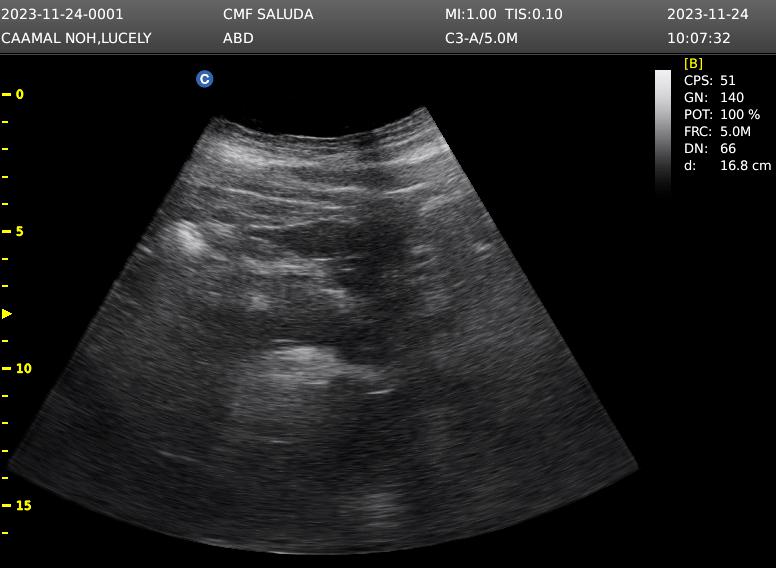 2023-11-24-0001 CMF SALUDA MI:1.00 TIS:0.10 2023-11-24
CAAMAL NOH,LUCELY ABD C3-A/5.0M 10:07:32
C
[B]
CPS: 51
GN: 140
POT: 100 %
FRC: 5.0M
DN: 66
d: 16.8 cm
0
5
10
15